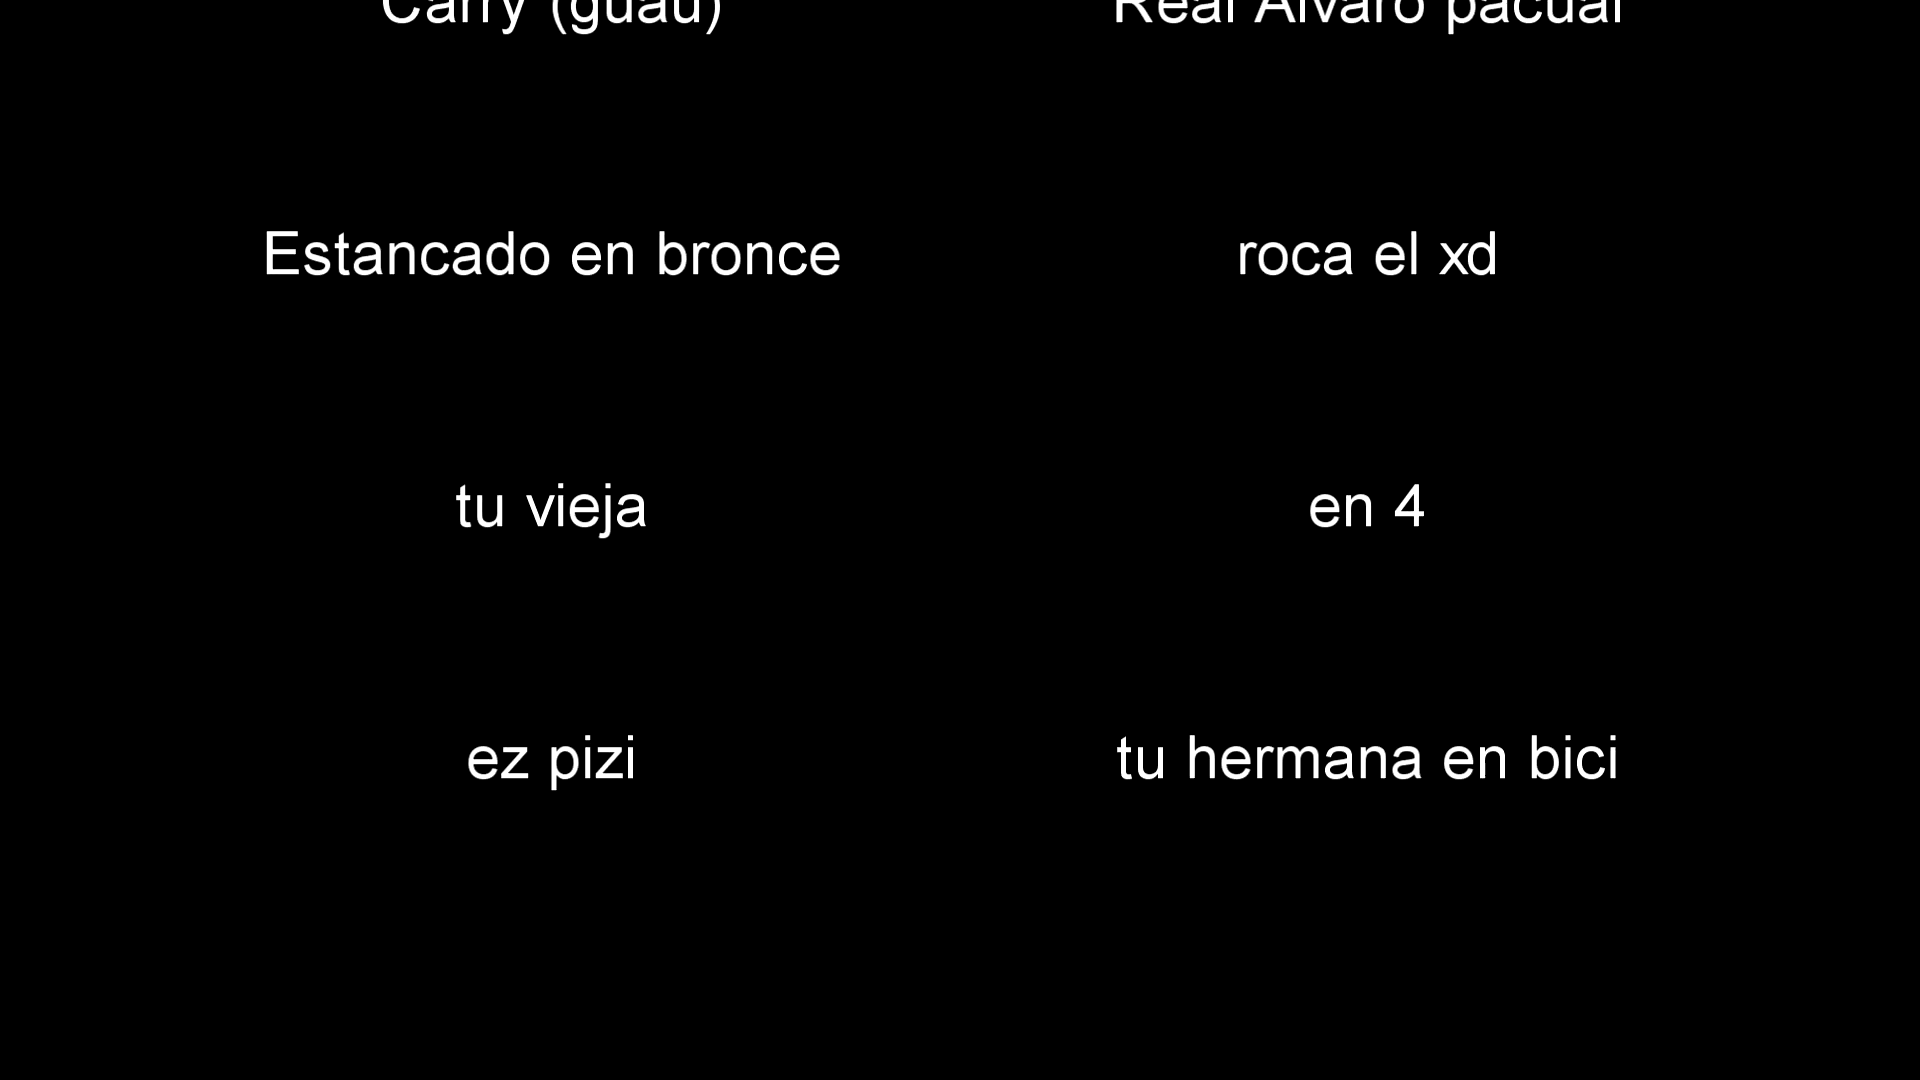 Carry (guau) Real Alvaro pacual
Estancado en bronce roca el xd
tu vieja en 4
ez pizi tu hermana en bici